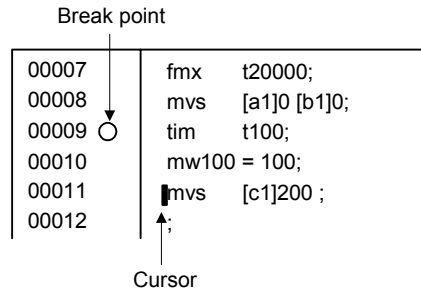 Break point
00007 fmx t20000;
00008 mvs [a1]0 [b1]0;
00009 tim t100;
00010 mw100 = 100;
00011 mvs [c1]200 ;
00012 ;
Cursor